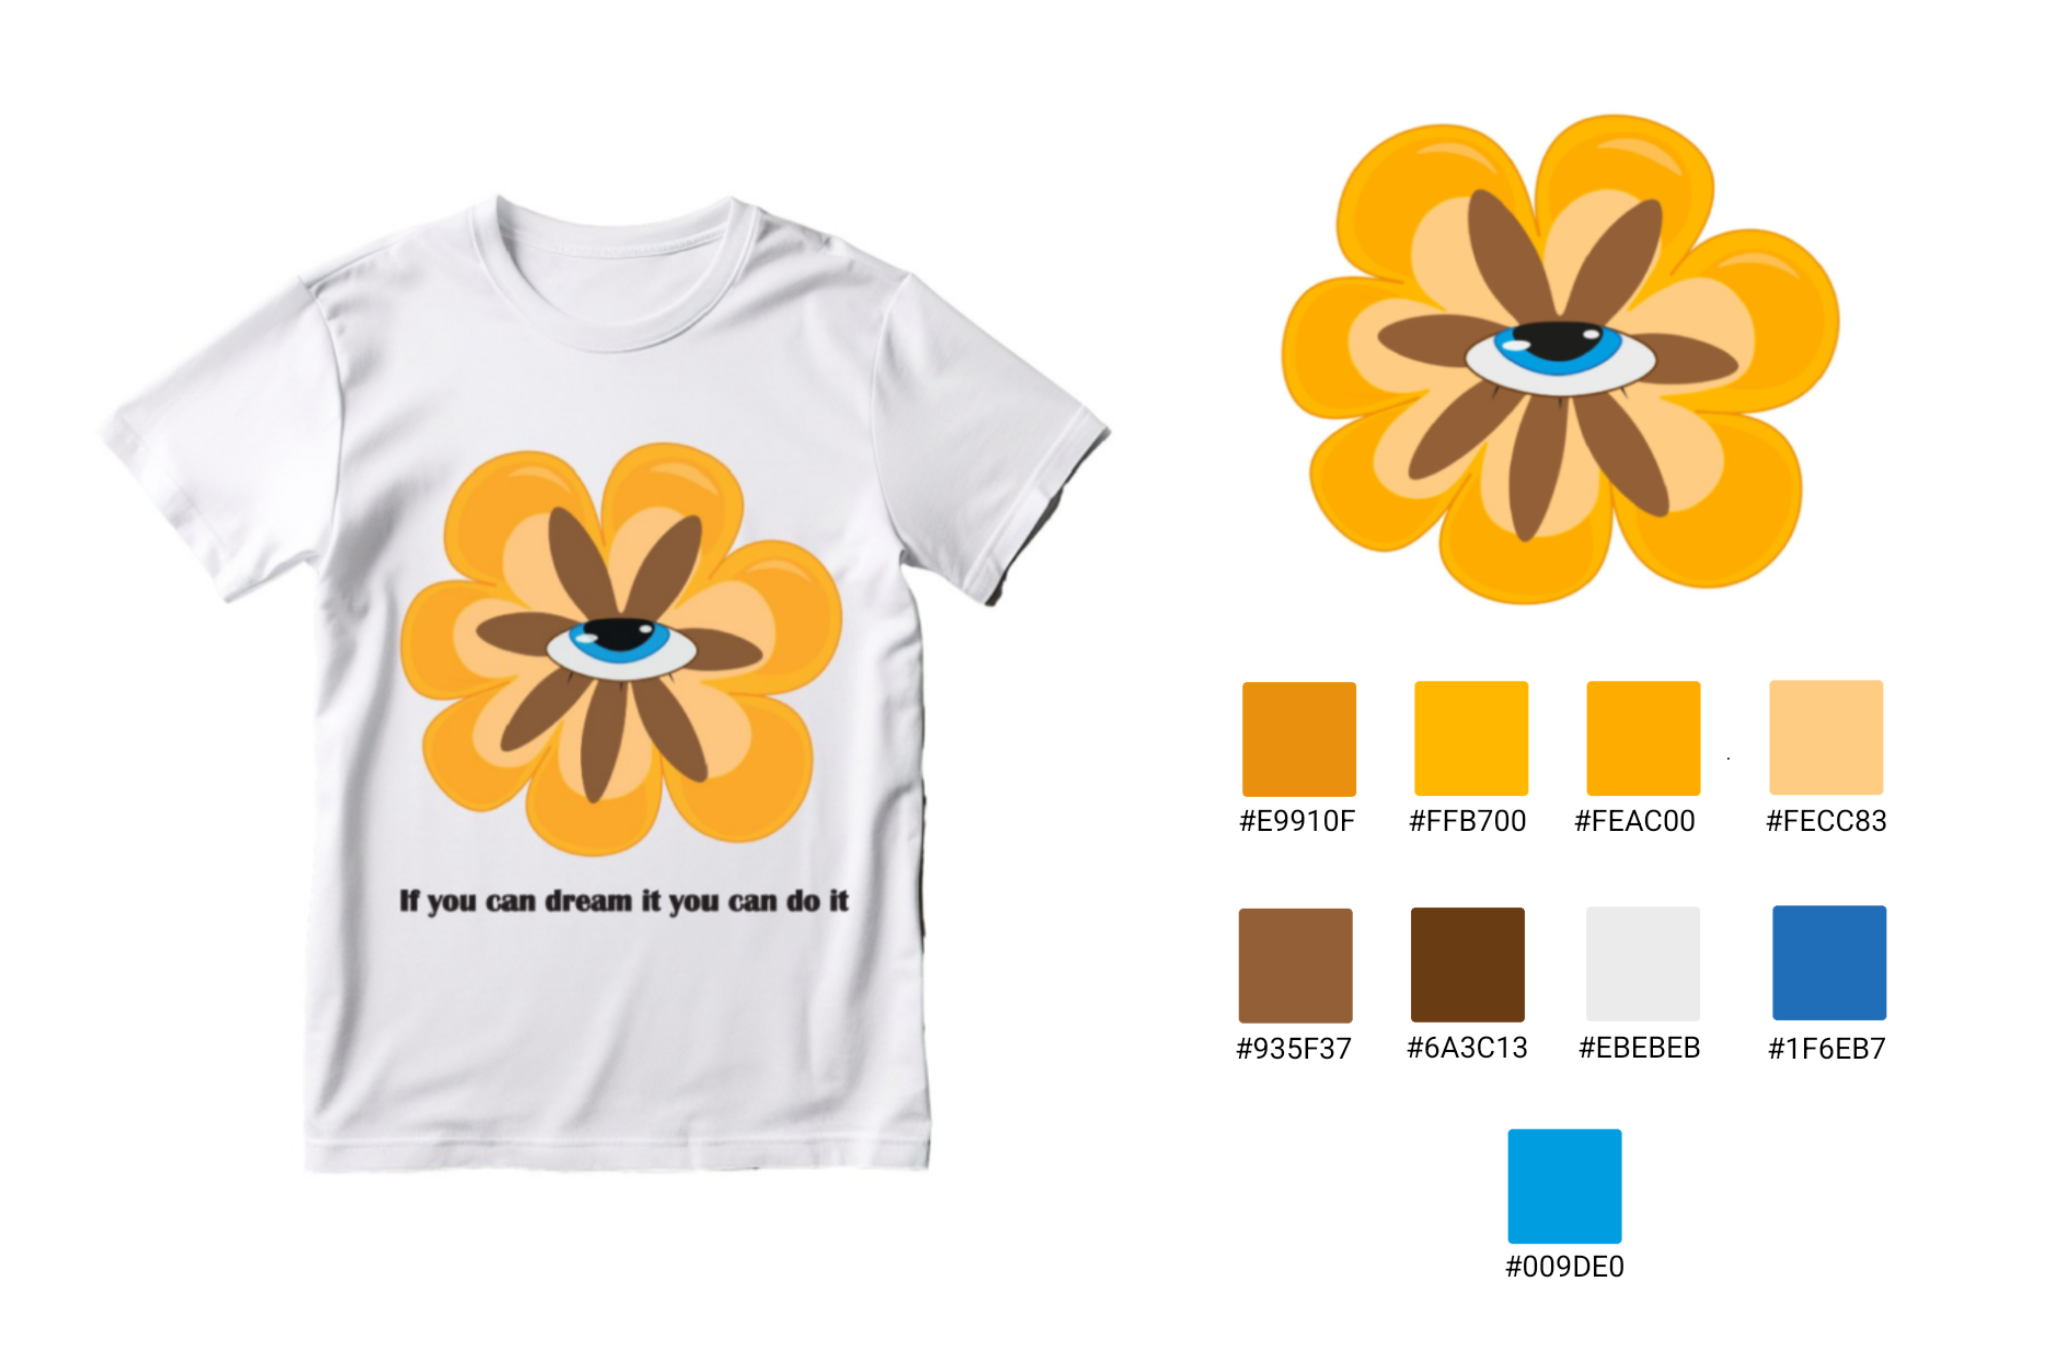 If you can dream it you can do it
#E9910F #FFB700 #FEAC00 #FECC83
#935F37 #6A3C13 #EBEBEB #1F6EB7
#009DE0